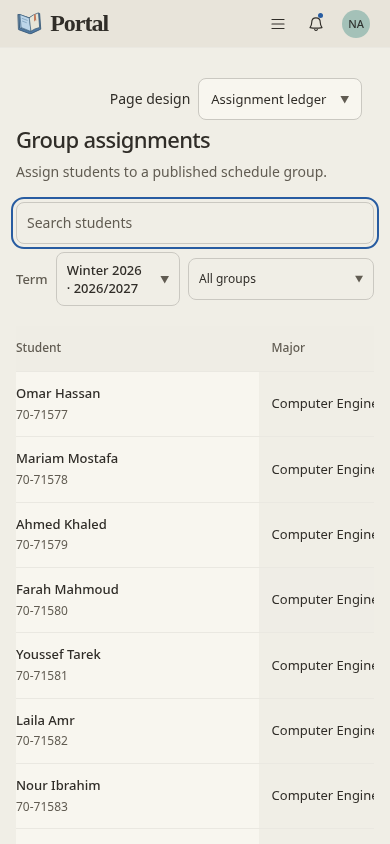 Portal
NA
Page design
Assignment ledger
Group assignments
Assign students to a published schedule group.
Search students
Term
Winter 2026
· 2026/2027
All groups
Student
Major
Omar Hassan
70-71577
Computer Engine
Mariam Mostafa
70-71578
Computer Engine
Ahmed Khaled
70-71579
Computer Engine
Farah Mahmoud
70-71580
Computer Engine
Youssef Tarek
70-71581
Computer Engine
Laila Amr
70-71582
Computer Engine
Nour Ibrahim
70-71583
Computer Engine